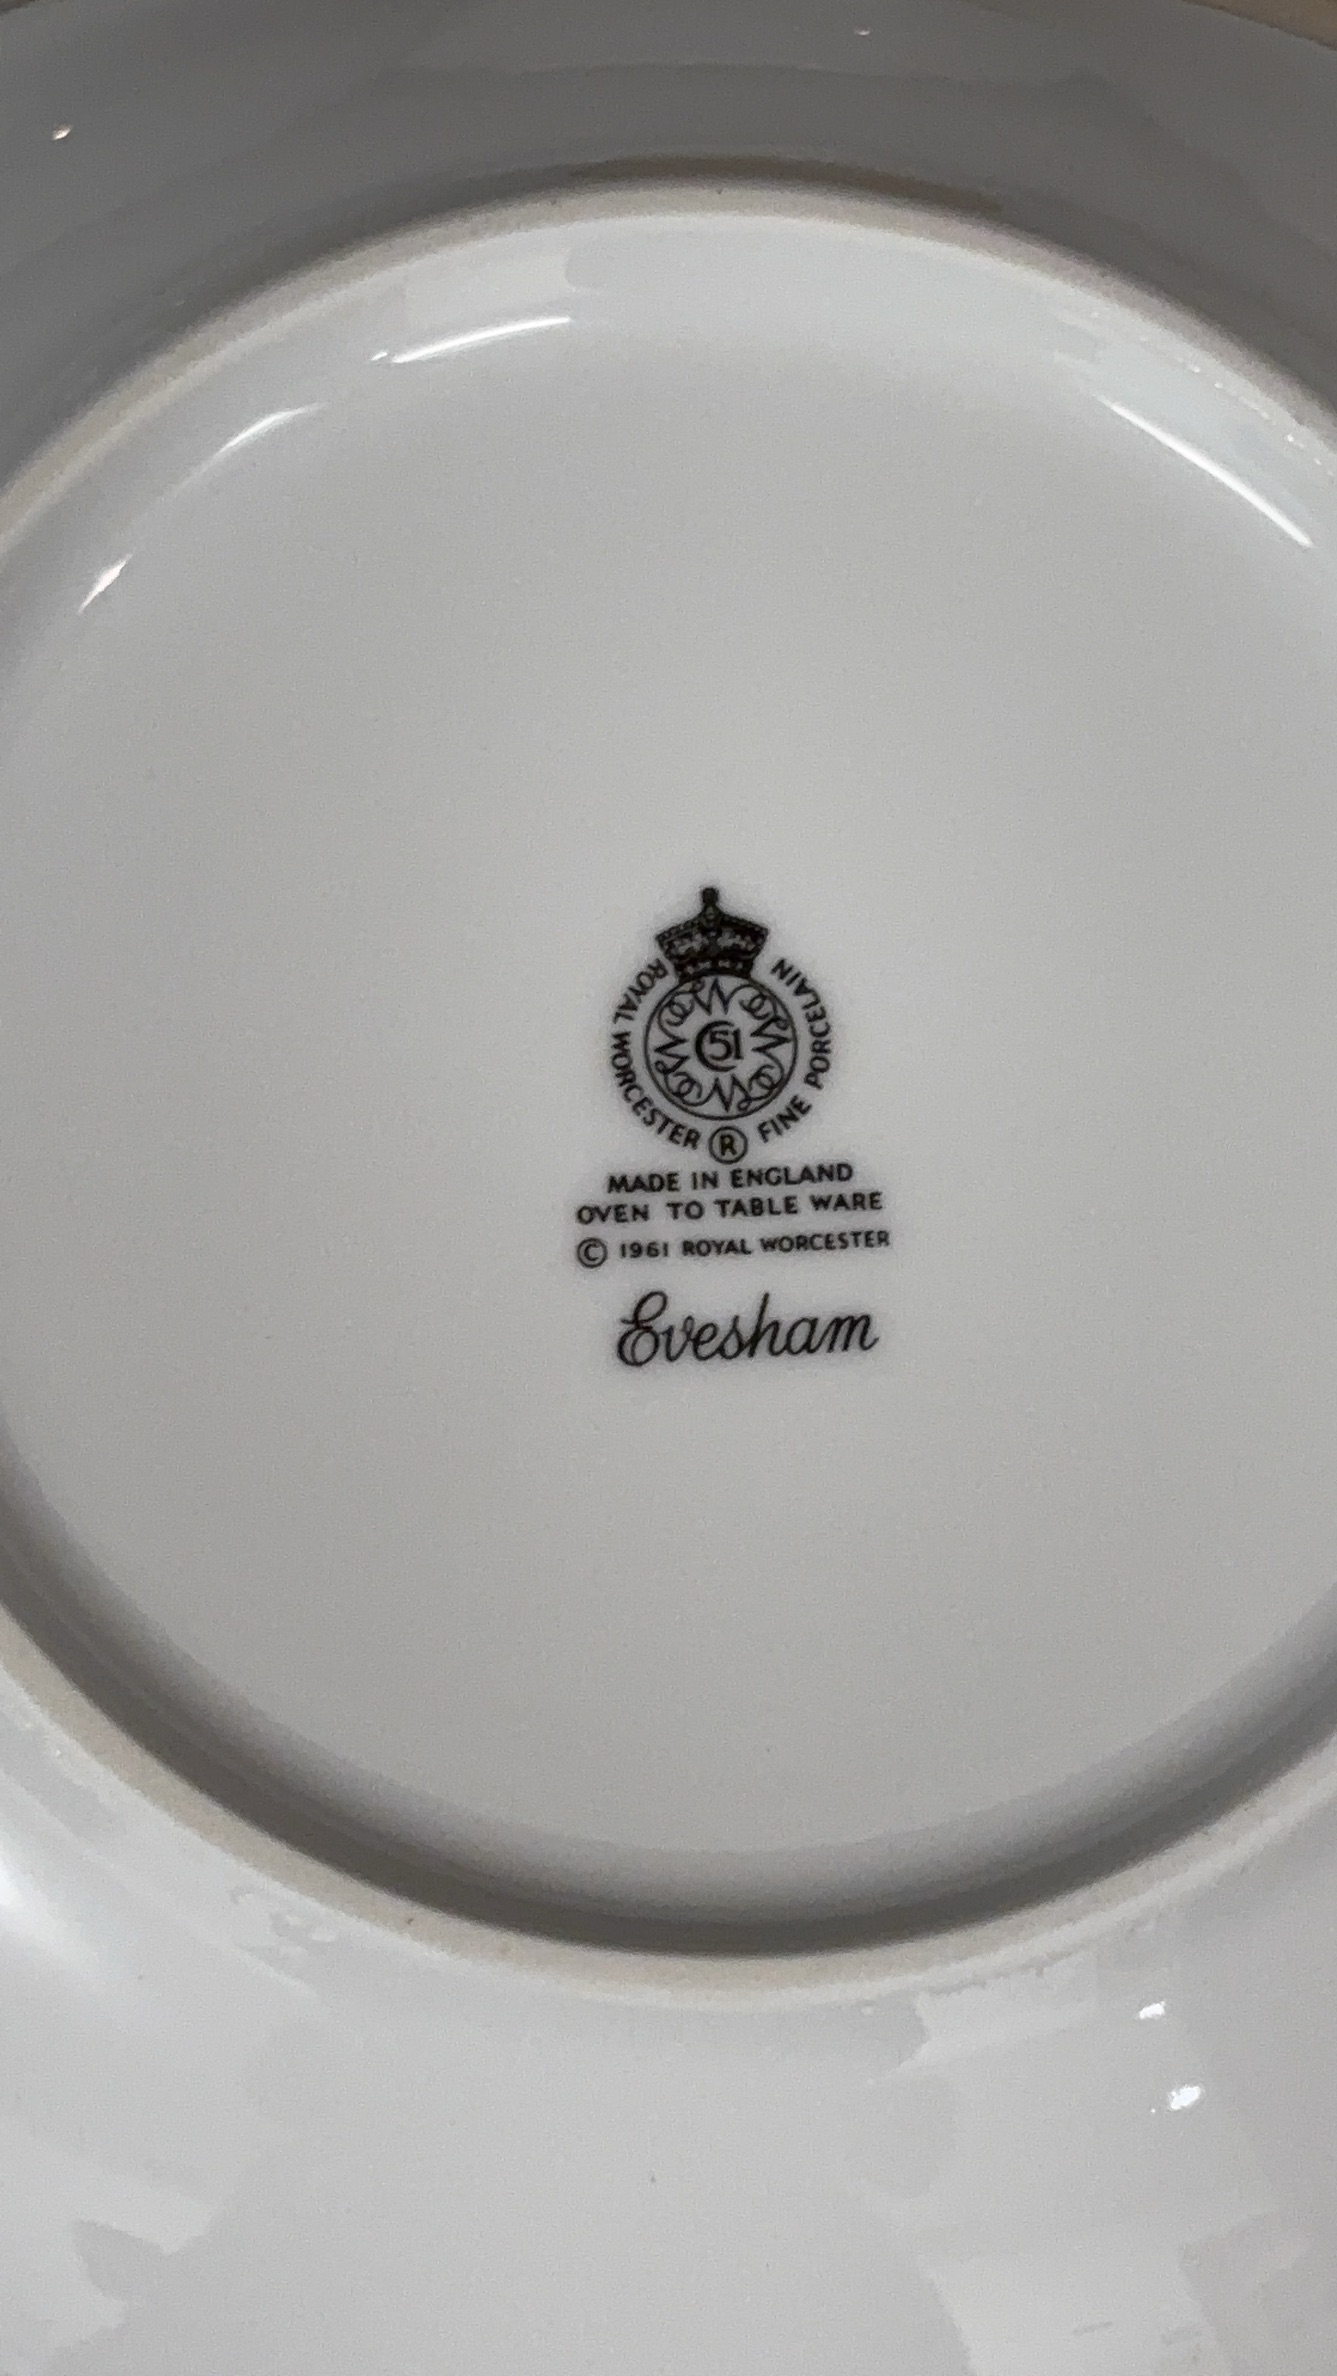 ROYAL WORCESTER ® FINE PORCELAIN
51
MADE IN ENGLAND
OVEN TO TABLE WARE
© 1961 ROYAL WORCESTER
Evesham